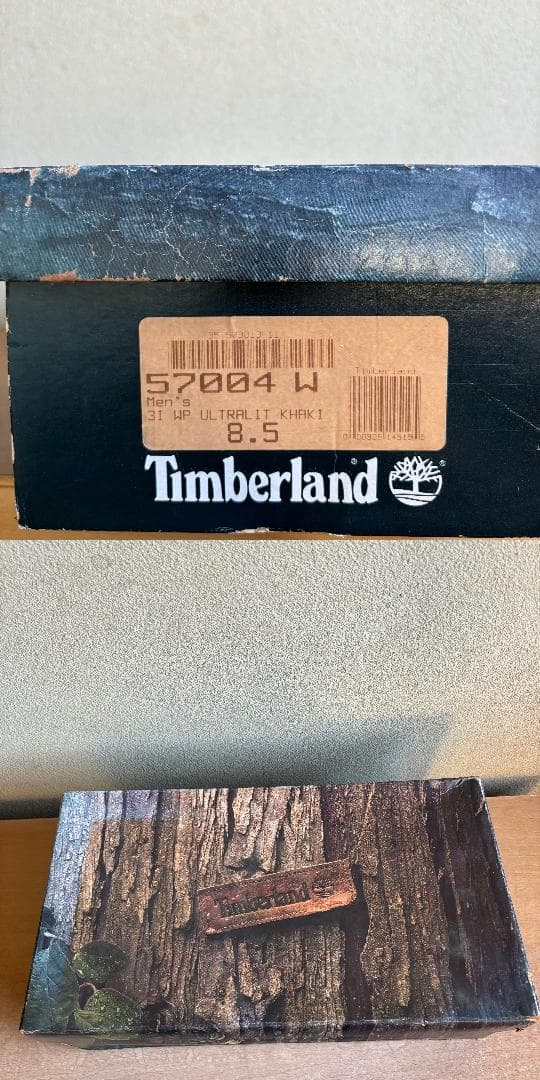 57004 W
Timberland
Men's
3I WP ULTRALIT KHAKI
8.5
Timberland®
Timberland